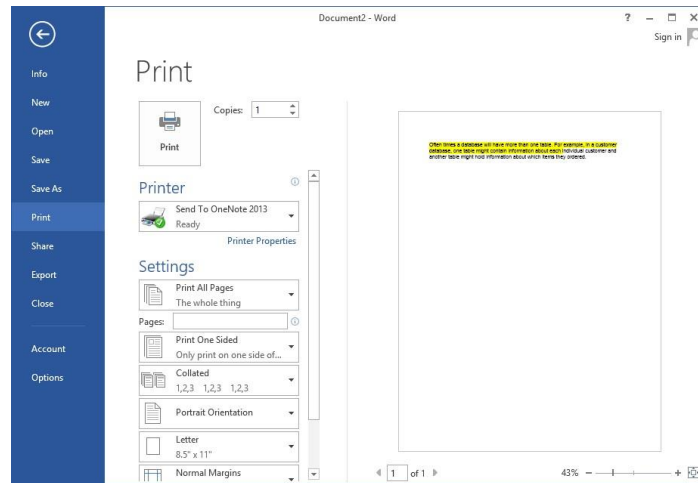 Document2 - Word
?
Sign in
Info
New
Open
Save
Save As
Print
Share
Export
Close
Account
Options
Print
Print
Copies: 1
Printer
Send To OneNote 2013
Ready
Printer Properties
Settings
Print All Pages
The whole thing
Pages:
Print One Sided
Only print on one side of...
Collated
1,2,3 1,2,3 1,2,3
Portrait Orientation
Letter
8.5" x 11"
Normal Margins
Often times a database will have more than one table. For example, in a customer
database, one table might contain information about each individual customer and
another table might hold information about which items they ordered.
1 of 1
43%